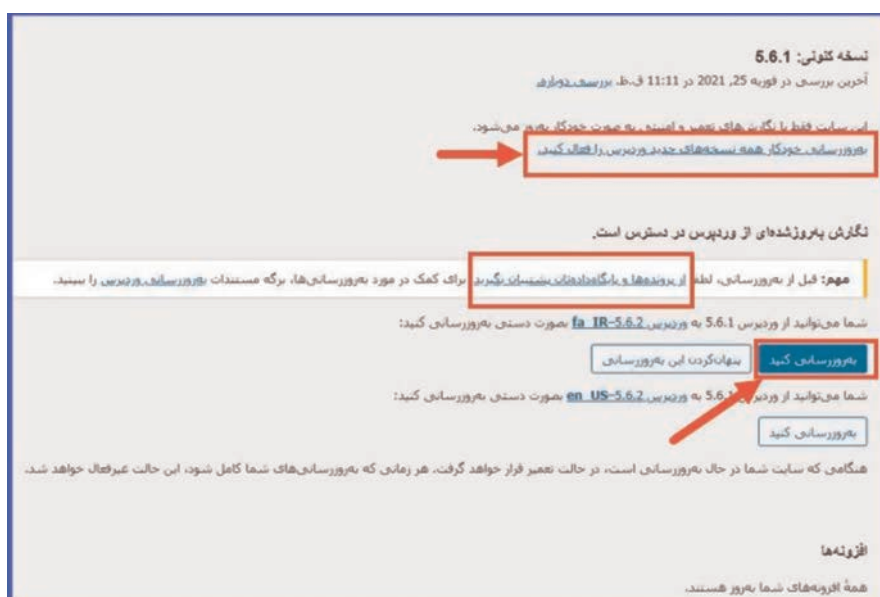 نسخه کنونی: 5.6.1
آخرین بررسی در فوریه 25, 2021 در 11:11 ق.ظ. بررسی دوباره.
این سایت فقط با نگارش‌های تعمیر و امنیتی به صورت خودکار به‌روز می‌شود.
به‌روزرسانی خودکار همه نسخه‌های جدید وردپرس را فعال کنید.
نگارش به‌روزشده‌ای از وردپرس در دسترس است.
مهم: قبل از به‌روزرسانی، لطفا از پرونده‌ها و پایگاه‌داده‌تان پشتیبان بگیرید. برای کمک در مورد به‌روزرسانی‌ها، برگه مستندات به‌روزرسانی وردپرس را ببینید.
شما می‌توانید از وردپرس 5.6.1 به وردپرس 5.6.2–fa_IR بصورت دستی به‌روزرسانی کنید:
به‌روزرسانی کنید پنهان‌کردن این به‌روزرسانی
شما می‌توانید از وردپرس 5.6.1 به وردپرس 5.6.2–en_US بصورت دستی به‌روزرسانی کنید:
به‌روزرسانی کنید
هنگامی که سایت شما در حال به‌روزرسانی است، در حالت تعمیر قرار خواهد گرفت. هر زمانی که به‌روزرسانی‌های شما کامل شود، این حالت غیرفعال خواهد شد.
افزونه‌ها
همهٔ افزونه‌های شما به‌روز هستند.